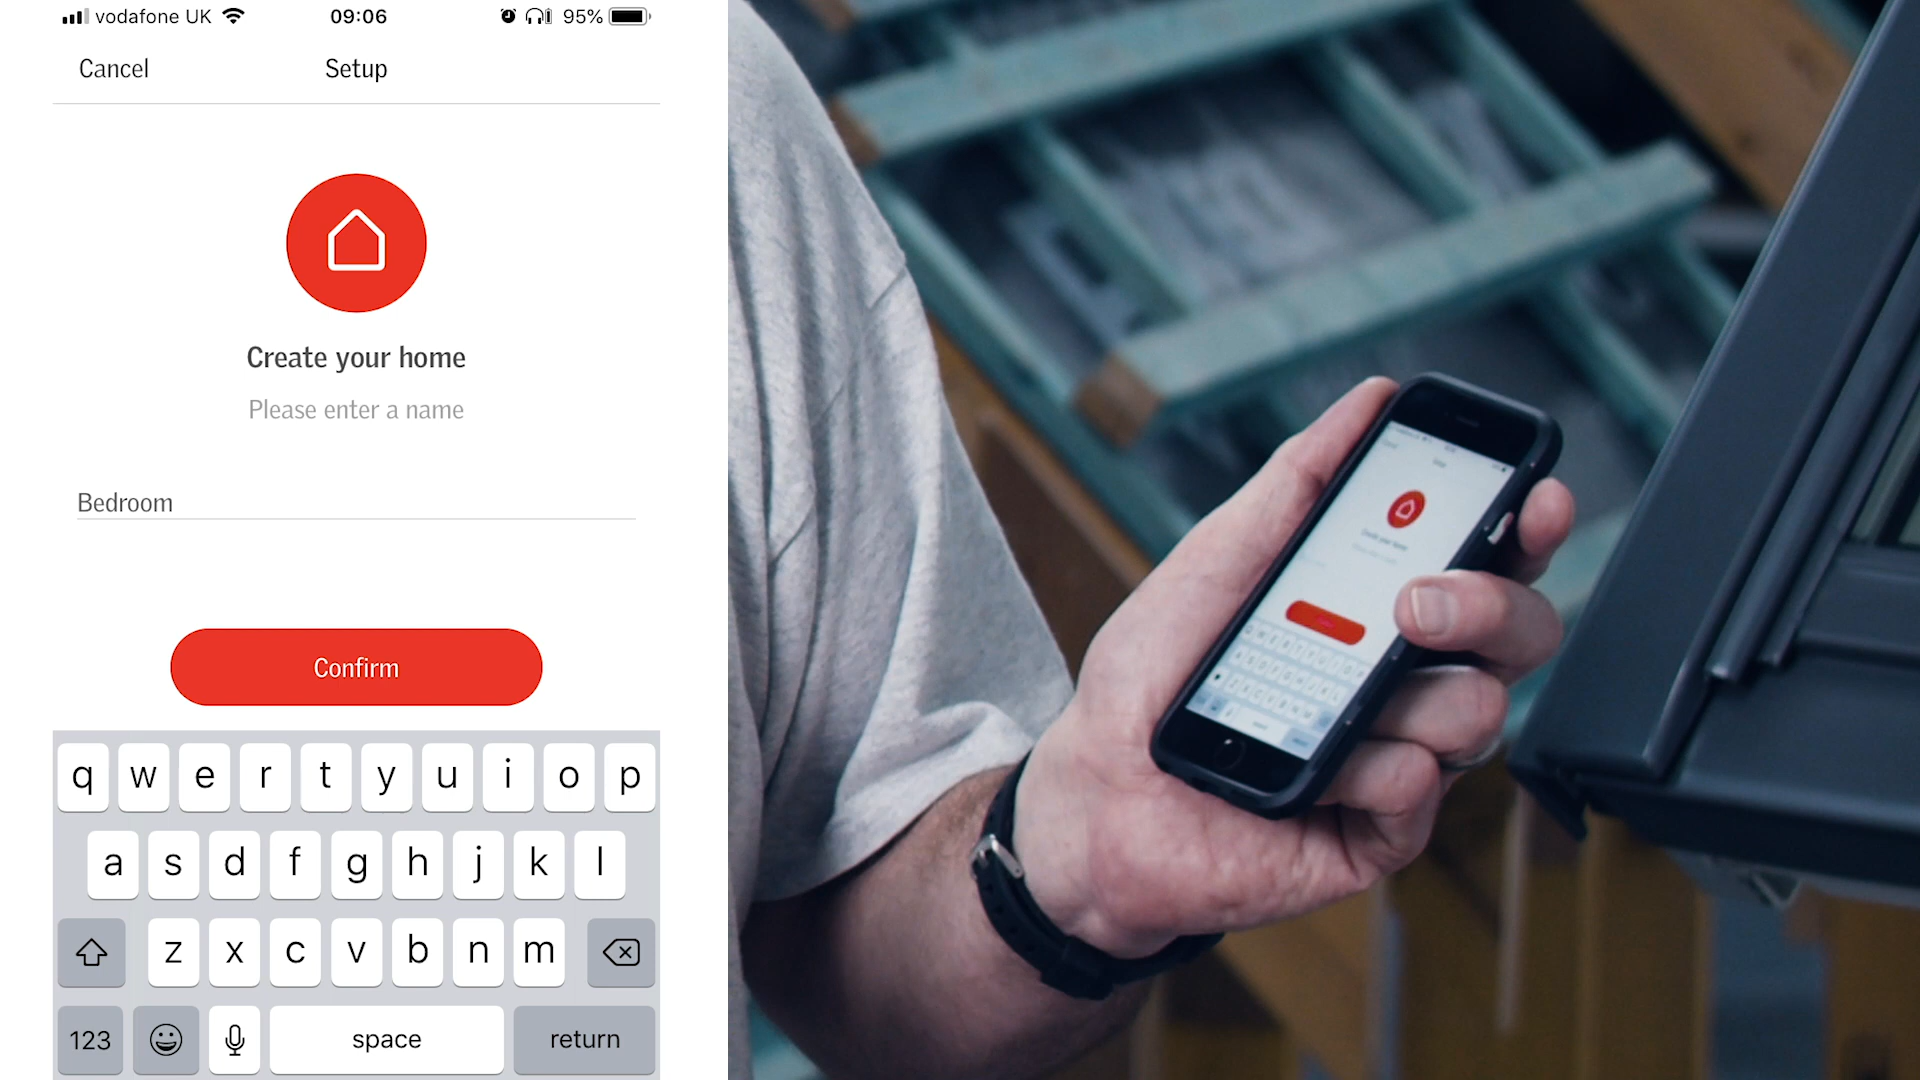 vodafone UK 09:06 95%
Cancel Setup
Create your home
Please enter a name
Bedroom
Confirm
q w e r t y u i o p
a s d f g h j k l
z x c v b n m
123 space return